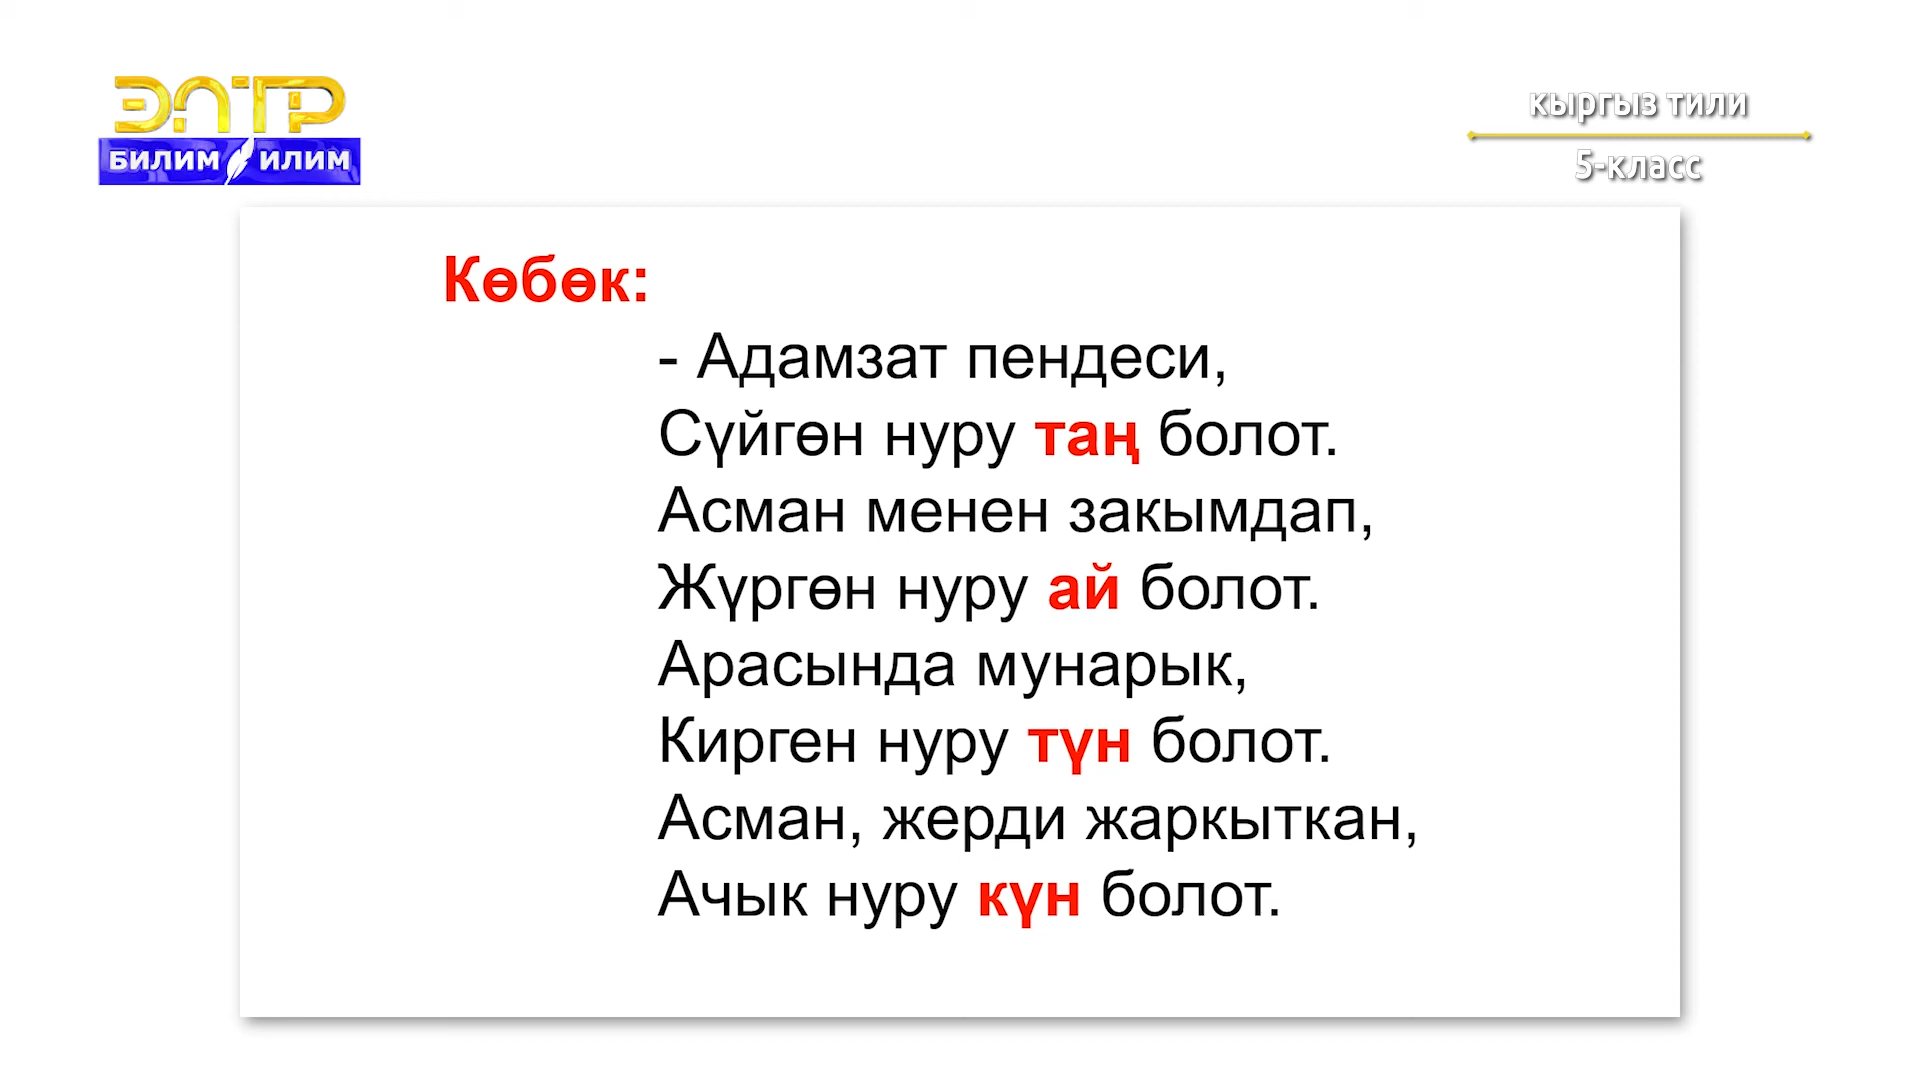 ЭЛТР
БИЛИМ ИЛИМ
кыргыз тили
5-класс
Көбөк:
- Адамзат пендеси,
Сүйгөн нуру таң болот.
Асман менен закымдап,
Жүргөн нуру ай болот.
Арасында мунарык,
Кирген нуру түн болот.
Асман, жерди жаркыткан,
Ачык нуру күн болот.